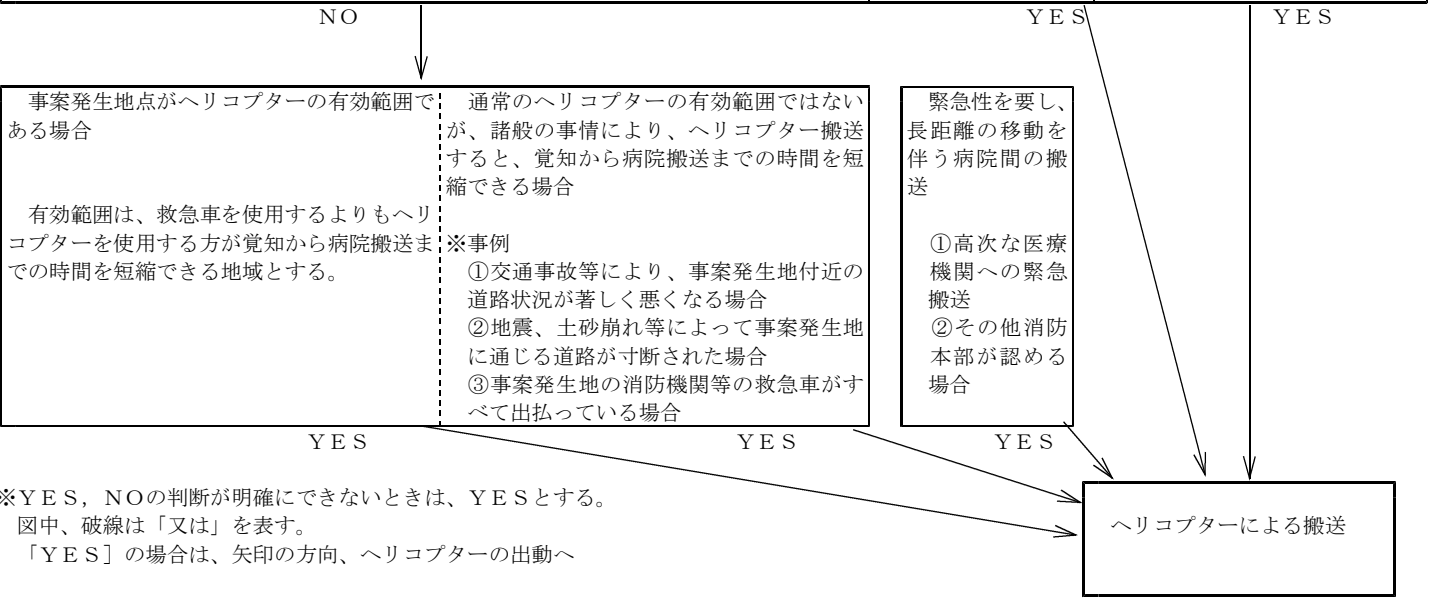 NO
YES
YES
事案発生地点がヘリコプターの有効範囲で
ある場合
有効範囲は、救急車を使用するよりもヘリ
コプターを使用する方が覚知から病院搬送ま
での時間を短縮できる地域とする。
通常のヘリコプターの有効範囲ではない
が、諸般の事情により、ヘリコプター搬送
すると、覚知から病院搬送までの時間を短
縮できる場合
※事例
①交通事故等により、事案発生地付近の
道路状況が著しく悪くなる場合
②地震、土砂崩れ等によって事案発生地
に通じる道路が寸断された場合
③事案発生地の消防機関等の救急車がす
べて出払っている場合
緊急性を要し、
長距離の移動を
伴う病院間の搬
送
①高次な医療
機関への緊急
搬送
②その他消防
本部が認める
場合
YES
YES
YES
※YES,NOの判断が明確にできないときは、YESとする。
図中、破線は「又は」を表す。
「YES］の場合は、矢印の方向、ヘリコプターの出動へ
ヘリコプターによる搬送